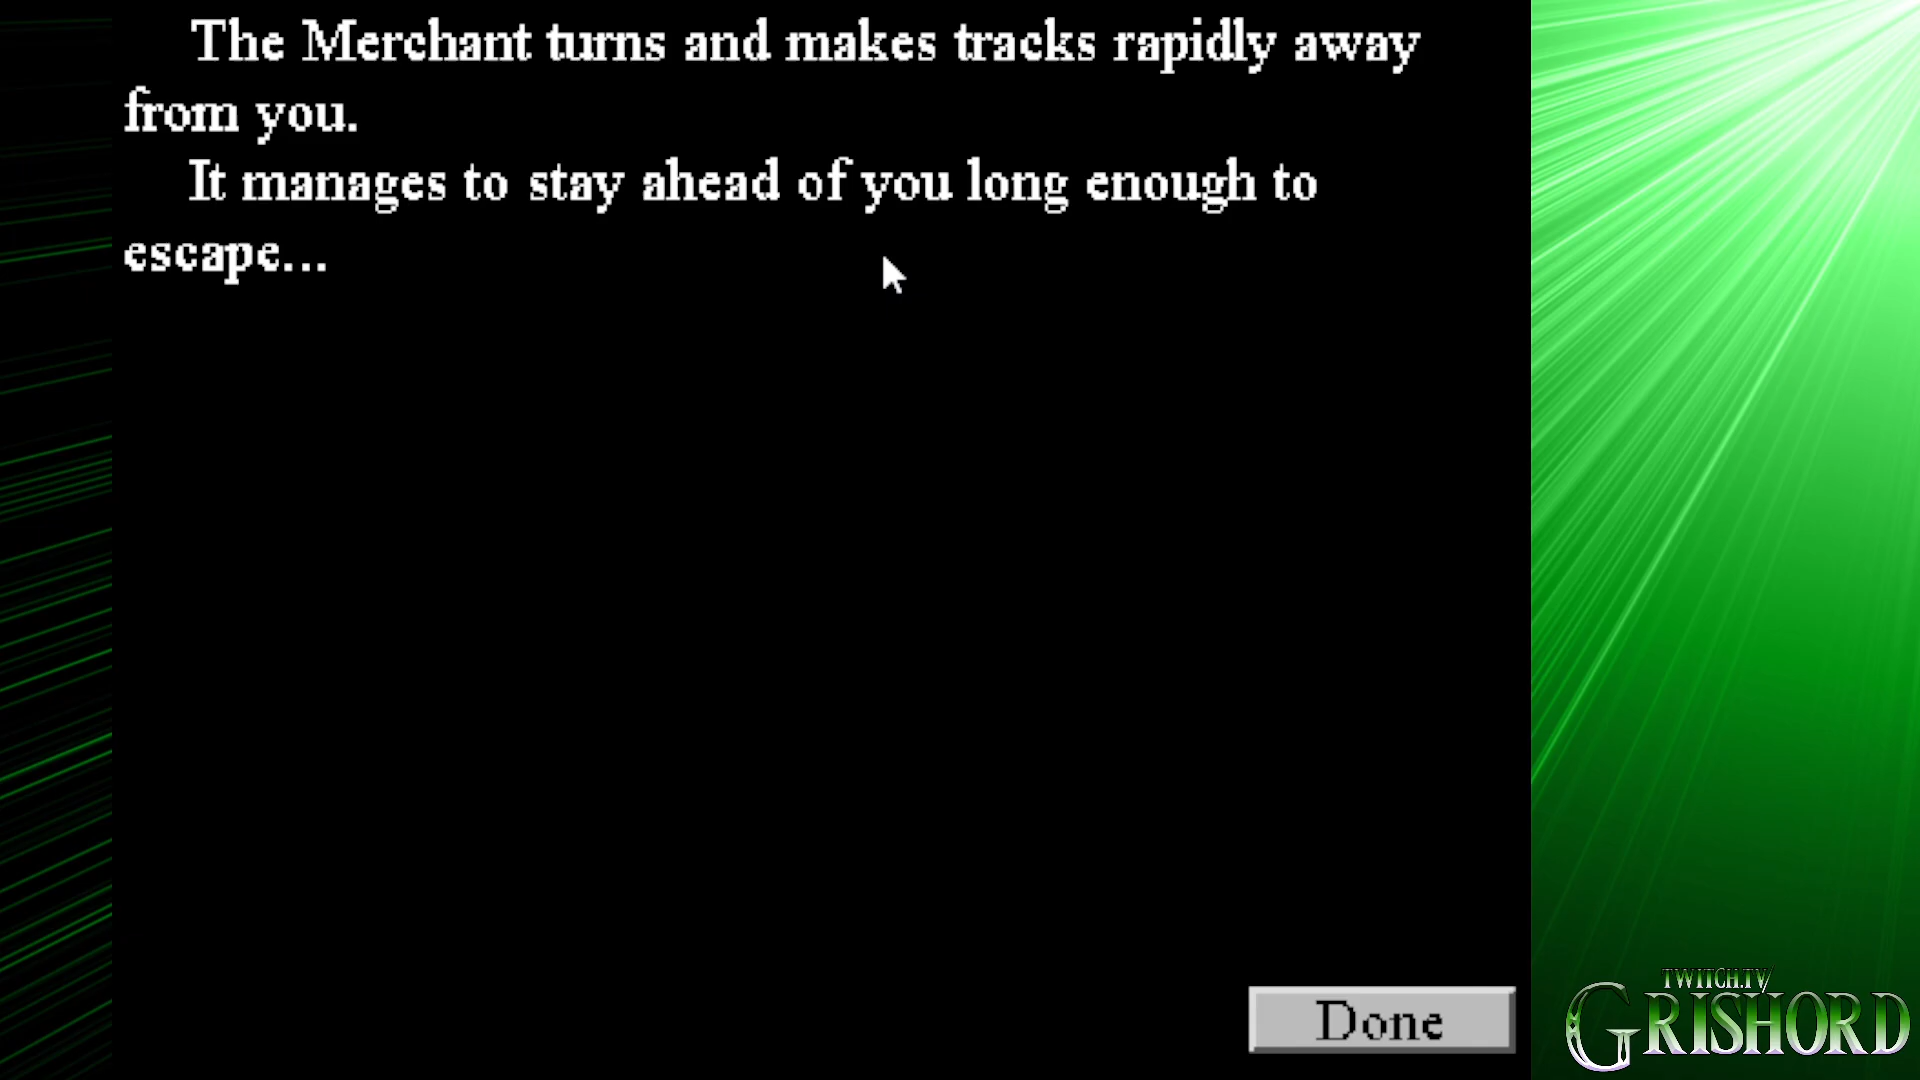 The Merchant turns and makes tracks rapidly away
from you.
It manages to stay ahead of you long enough to
escape...
Done
TWITCH.TV/
GRISHORD